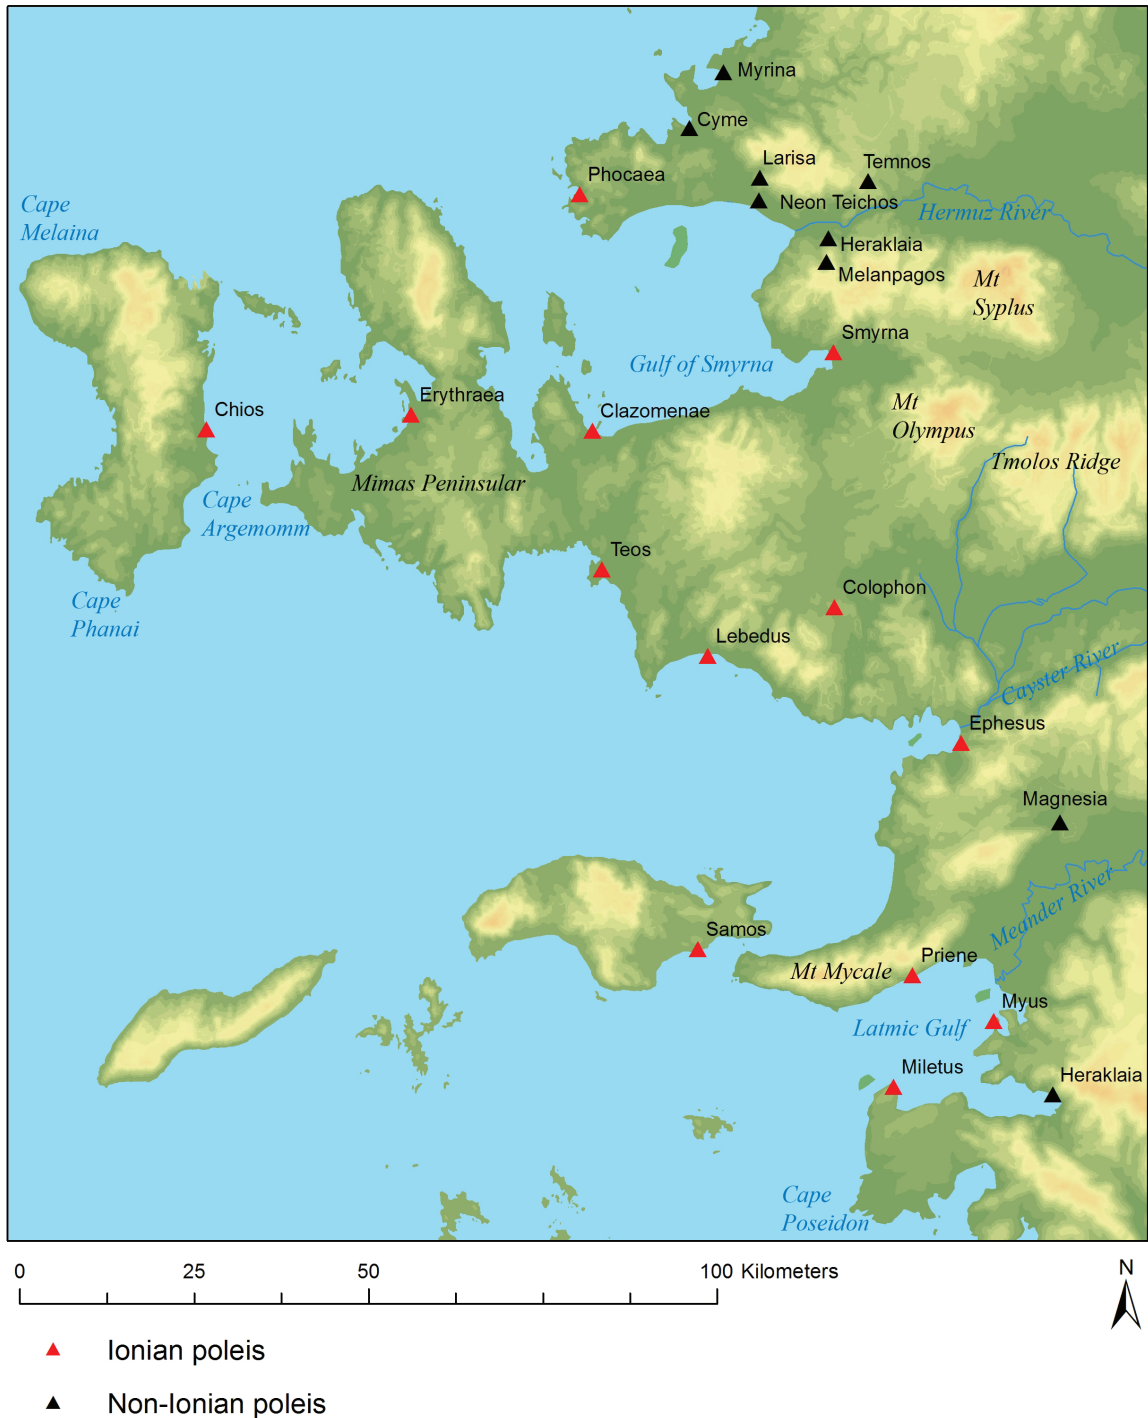 Myrina
Cyme
Larisa
Temnos
Phocaea
Neon Teichos
Hermuz River
Cape
Melaina
Heraklaia
Melanpagos
Mt
Syplus
Smyrna
Gulf of Smyrna
Erythraea
Chios
Clazomenae
Mt
Olympus
Tmolos Ridge
Mimas Peninsular
Cape
Argemomm
Teos
Colophon
Cape
Phanai
Lebedus
Cayster River
Ephesus
Magnesia
Meander River
Samos
Mt Mycale
Priene
Myus
Latmic Gulf
Miletus
Heraklaia
Cape
Poseidon
0 25 50 100 Kilometers
N
Ionian poleis
Non-Ionian poleis